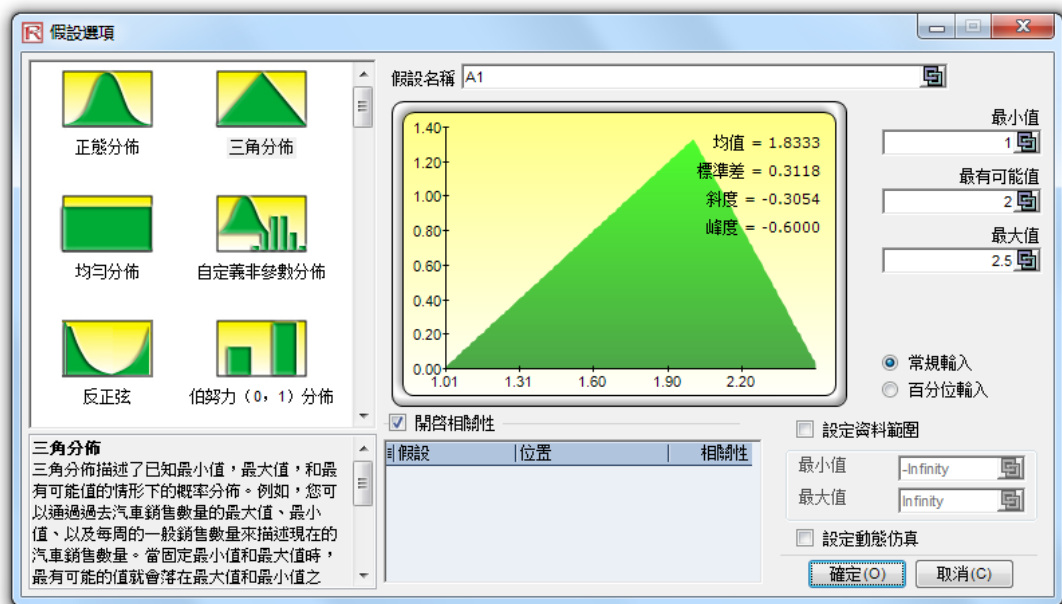 假設選項
正態分佈
三角分佈
均勻分佈
自定義非參數分佈
反正弦
伯努力（0，1）分佈
三角分佈
三角分佈描述了已知最小值，最大值，和最
有可能值的情形下的概率分佈。例如，您可
以通過過去汽車銷售數量的最大值、最小
值、以及每周的一般銷售數量來描述現在的
汽車銷售數量。當固定最小值和最大值時，
最有可能的值就會落在最大值和最小值之
假設名稱 A1
1.40
1.20
1.00
0.80
0.60
0.40
0.20
0.00
1.01 1.31 1.60 1.90 2.20
均值 = 1.8333
標準差 = 0.3118
斜度 = -0.3054
峰度 = -0.6000
最小值
1
最有可能值
2
最大值
2.5
常規輸入
百分位輸入
開啓相關性
假設 位置 相關性
設定資料範圍
最小值 -Infinity
最大值 Infinity
設定動態仿真
確定(O) 取消(C)